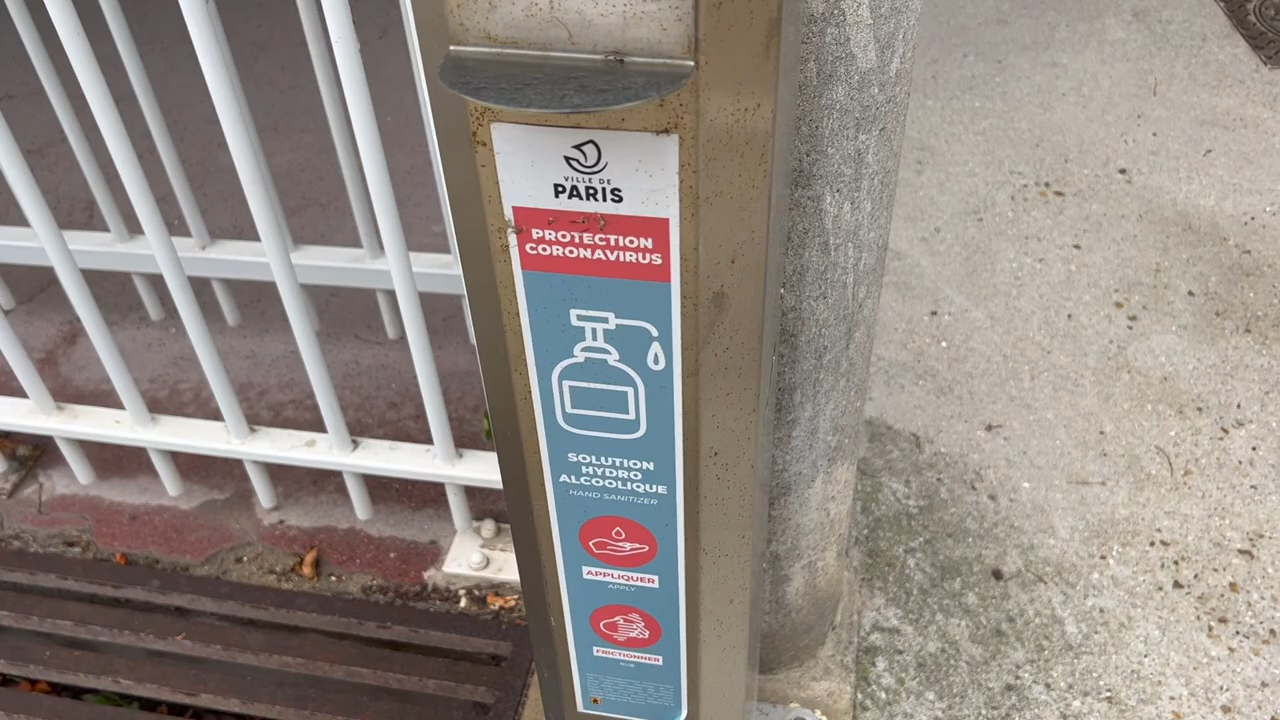 VILLE DE
PARIS
PROTECTION
CORONAVIRUS
SOLUTION
HYDRO
ALCOOLIQUE
HAND SANITIZER
APPLIQUER
APPLY
FRICTIONNER
RUB